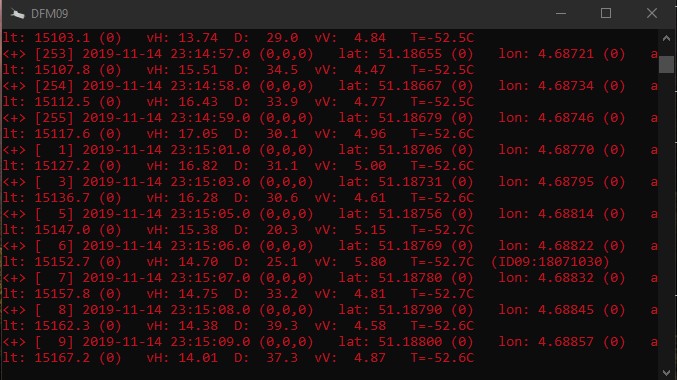 DFM09
lt: 15103.1 (0)   vH: 13.74  D:  29.0  vV:  4.84   T=-52.5C
<+> [253] 2019-11-14 23:14:57.0 (0,0,0)   lat: 51.18655 (0)   lon: 4.68721 (0)   a
lt: 15107.8 (0)   vH: 15.51  D:  34.5  vV:  4.47   T=-52.5C
<+> [254] 2019-11-14 23:14:58.0 (0,0,0)   lat: 51.18667 (0)   lon: 4.68734 (0)   a
lt: 15112.5 (0)   vH: 16.43  D:  33.9  vV:  4.77   T=-52.5C
<+> [255] 2019-11-14 23:14:59.0 (0,0,0)   lat: 51.18679 (0)   lon: 4.68746 (0)   a
lt: 15117.6 (0)   vH: 17.05  D:  30.1  vV:  4.96   T=-52.6C
<+> [  1] 2019-11-14 23:15:01.0 (0,0,0)   lat: 51.18706 (0)   lon: 4.68770 (0)   a
lt: 15127.2 (0)   vH: 16.82  D:  31.1  vV:  5.00   T=-52.6C
<+> [  3] 2019-11-14 23:15:03.0 (0,0,0)   lat: 51.18731 (0)   lon: 4.68795 (0)   a
lt: 15136.7 (0)   vH: 16.28  D:  30.6  vV:  4.61   T=-52.6C
<+> [  5] 2019-11-14 23:15:05.0 (0,0,0)   lat: 51.18756 (0)   lon: 4.68814 (0)   a
lt: 15147.0 (0)   vH: 15.38  D:  20.3  vV:  5.15   T=-52.7C
<+> [  6] 2019-11-14 23:15:06.0 (0,0,0)   lat: 51.18769 (0)   lon: 4.68822 (0)   a
lt: 15152.7 (0)   vH: 14.70  D:  25.1  vV:  5.80   T=-52.7C  (ID09:18071030)
<+> [  7] 2019-11-14 23:15:07.0 (0,0,0)   lat: 51.18780 (0)   lon: 4.68832 (0)   a
lt: 15157.8 (0)   vH: 14.75  D:  33.2  vV:  4.81   T=-52.7C
<+> [  8] 2019-11-14 23:15:08.0 (0,0,0)   lat: 51.18790 (0)   lon: 4.68845 (0)   a
lt: 15162.3 (0)   vH: 14.38  D:  39.3  vV:  4.58   T=-52.6C
<+> [  9] 2019-11-14 23:15:09.0 (0,0,0)   lat: 51.18800 (0)   lon: 4.68857 (0)   a
lt: 15167.2 (0)   vH: 14.01  D:  37.3  vV:  4.87   T=-52.6C